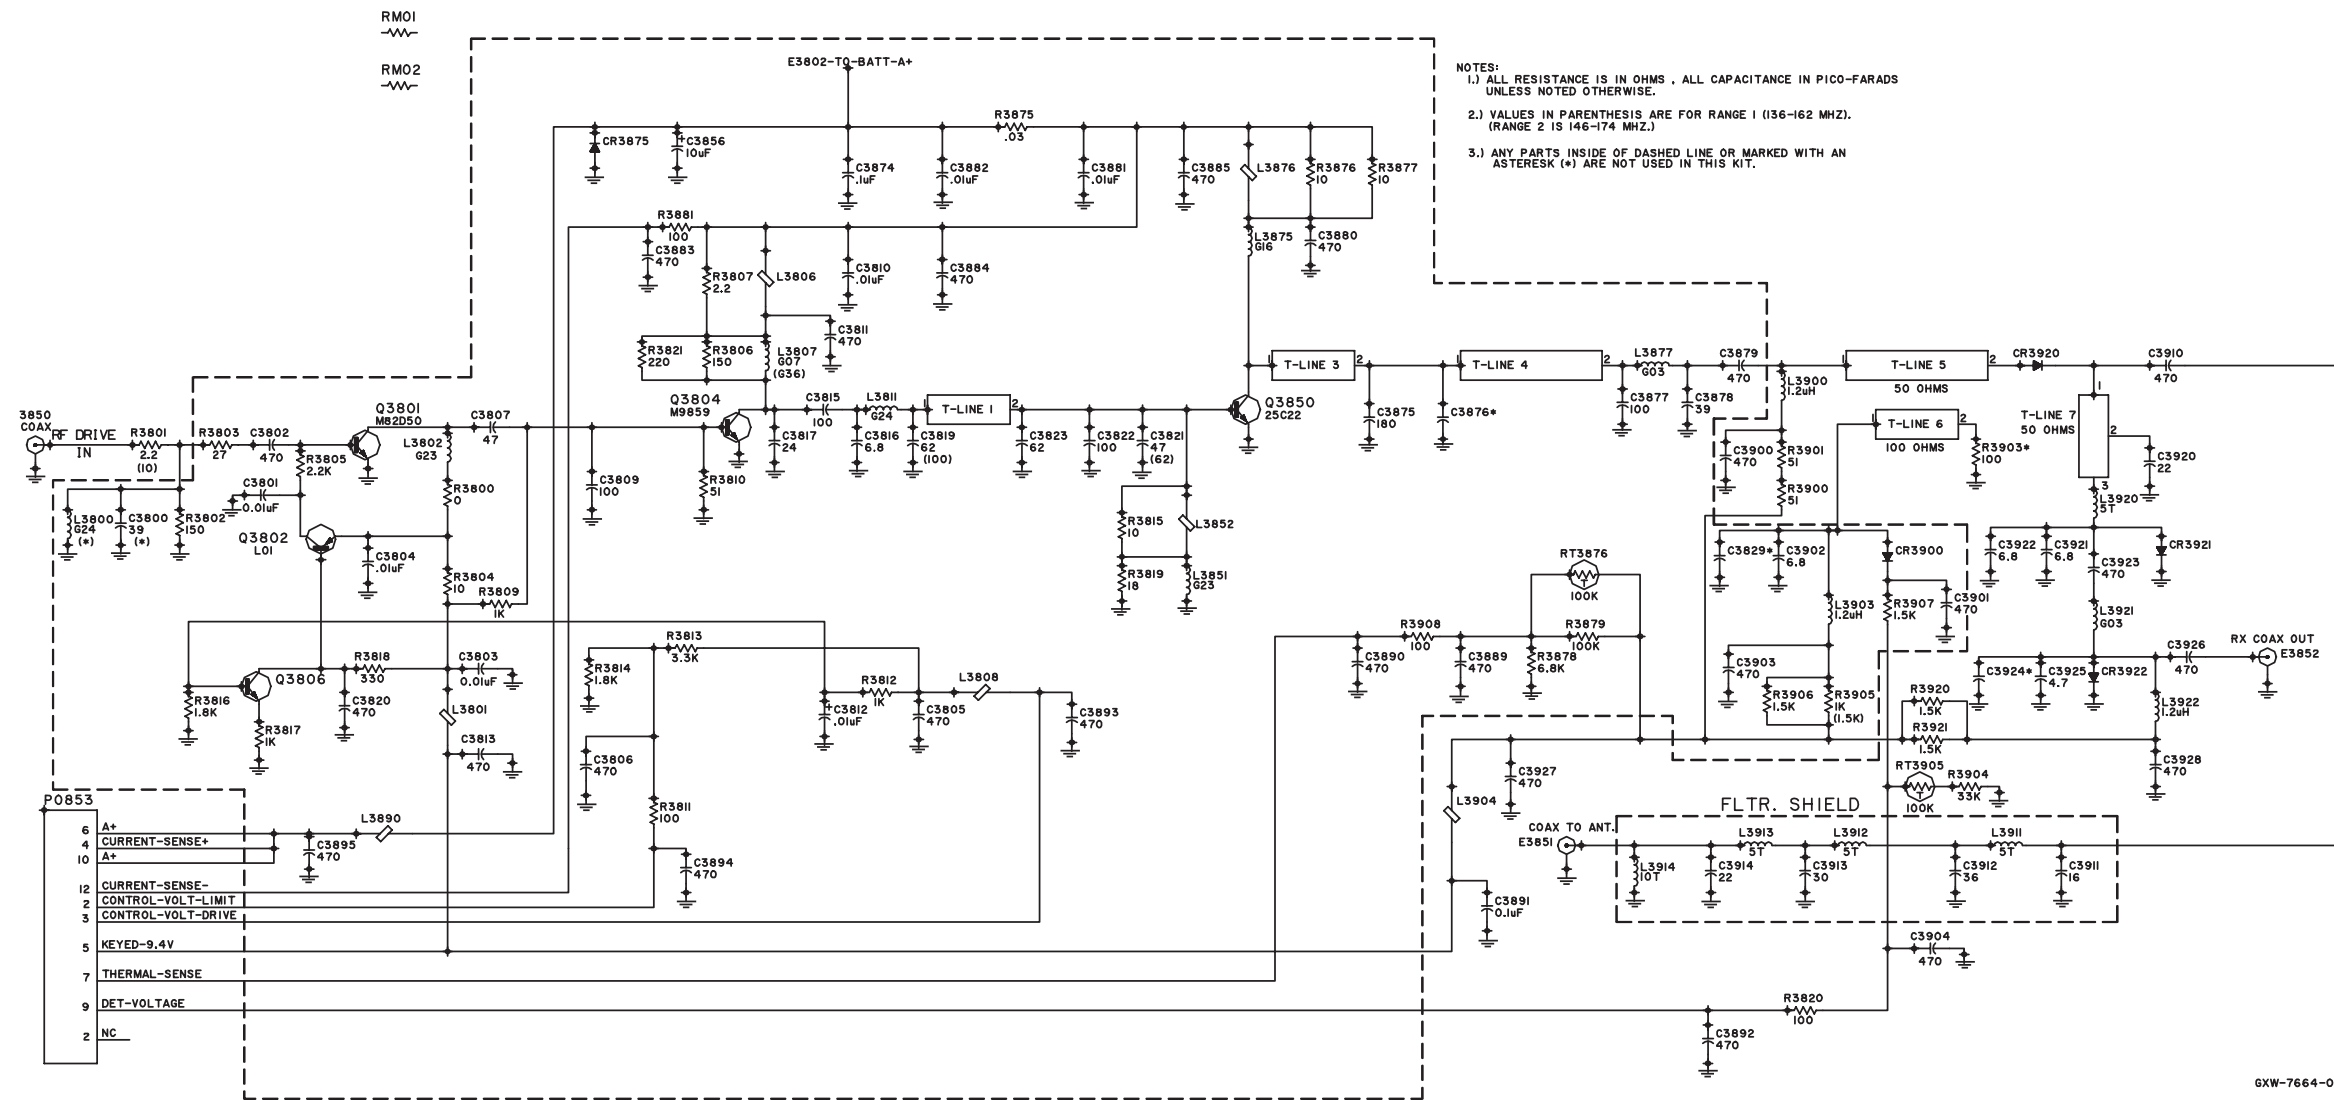 RM01
RM02
E3802-TO-BATT-A+
NOTES:
1.) ALL RESISTANCE IS IN OHMS , ALL CAPACITANCE IN PICO-FARADS
UNLESS NOTED OTHERWISE.
2.) VALUES IN PARENTHESIS ARE FOR RANGE 1 (136-162 MHZ).
(RANGE 2 IS 146-174 MHZ.)
3.) ANY PARTS INSIDE OF DASHED LINE OR MARKED WITH AN
ASTERESK (*) ARE NOT USED IN THIS KIT.
CR3875
C3856
+
10uF
C3874
.1uF
C3882
.01uF
R3875
.03
C3881
.01uF
C3885
470
L3876
R3876
10
R3877
10
R3881
100
C3883
470
R3807
2.2
L3806
C3810
.01uF
C3884
470
L3875
G16
C3880
470
R3821
220
R3806
150
L3807
G07
(G36)
C3811
470
3850
COAX
RF DRIVE
IN
R3801
2.2
(10)
R3803
27
C3802
470
R3805
2.2K
Q3801
M82D50
L3802
G23
C3807
47
Q3804
M9859
C3815
100
L3811
G24
1
T-LINE 1
2
C3817
24
C3816
6.8
C3819
62
(100)
C3823
62
C3822
100
C3821
47
(62)
Q3850
25C22
1
T-LINE 3
2
C3875
180
C3876*
1
T-LINE 4
2
L3877
G03
C3877
100
C3878
39
C3879
470
L3900
1.2uH
1
T-LINE 5
2
50 OHMS
CR3920
C3910
470
1
T-LINE 6
2
100 OHMS
R3903*
100
T-LINE 7
50 OHMS
1
2
3
C3920
22
L3920
5T
C3900
470
R3901
51
R3900
51
L3800
G24
(*)
C3800
39
(*)
R3802
150
C3801
0.01uF
Q3802
L01
C3804
.01uF
R3800
0
R3804
10
R3809
1K
C3809
100
R3810
51
R3815
10
L3852
R3819
18
L3851
G23
RT3876
T
100K
R3908
100
R3879
100K
C3890
470
C3889
470
R3878
6.8K
C3829*
C3902
6.8
CR3900
L3903
1.2uH
R3907
1.5K
C3901
470
C3903
470
R3906
1.5K
R3905
1K
(1.5K)
C3922
6.8
C3921
6.8
C3923
470
CR3921
L3921
G03
C3924*
C3925
4.7
CR3922
C3926
470
RX COAX OUT
E3852
L3922
1.2uH
C3928
470
R3920
1.5K
R3921
1.5K
RT3905
T
100K
R3904
33K
R3816
1.8K
Q3806
R3817
1K
C3820
470
R3818
330
C3803
0.01uF
L3801
C3813
470
R3814
1.8K
R3813
3.3K
C3806
470
R3811
100
C3894
470
C3812
+
.01uF
R3812
1K
C3805
470
L3808
C3893
470
C3927
470
L3904
C3891
0.1uF
FLTR. SHIELD
COAX TO ANT.
E3851
L3914
10T
C3914
22
L3913
5T
C3913
30
L3912
5T
C3912
36
L3911
5T
C3911
16
C3904
470
R3820
100
C3892
470
P0853
6 A+
4 CURRENT-SENSE+
10 A+
12 CURRENT-SENSE-
2 CONTROL-VOLT-LIMIT
3 CONTROL-VOLT-DRIVE
5 KEYED-9.4V
7 THERMAL-SENSE
9 DET-VOLTAGE
2 NC
C3895
470
L3890
GXW-7664-0